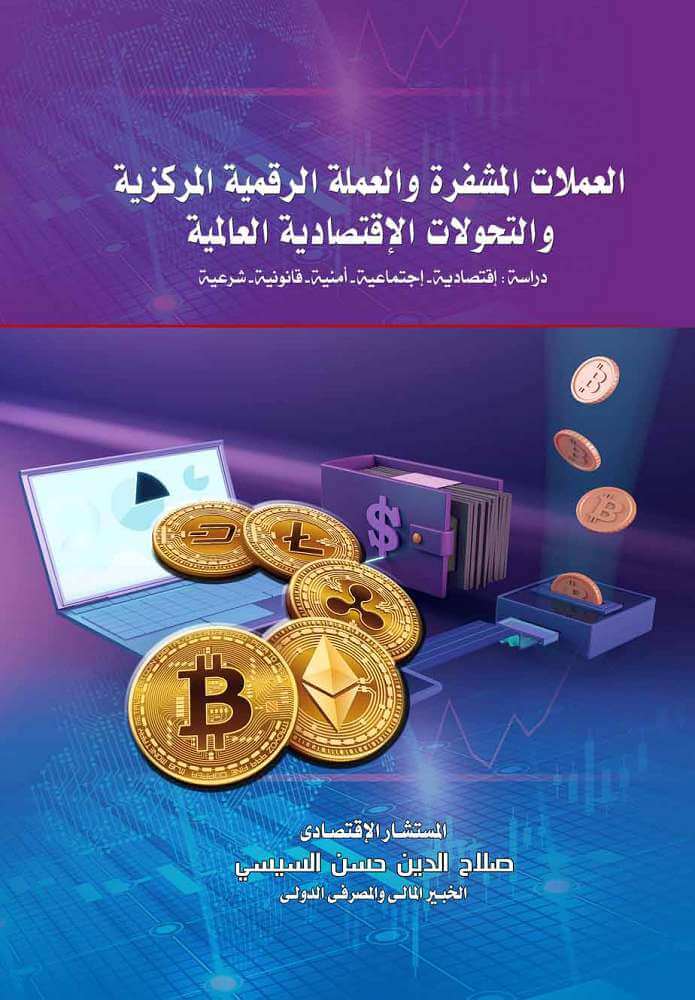 العملات المشفرة والعملة الرقمية المركزية
والتحولات الإقتصادية العالمية
دراسة : إقتصادية - إجتماعية - أمنية - قانونية - شرعية
المستشار الإقتصادى
صلاح الدين حسن السيسي
الخبير المالى والمصرفى الدولى